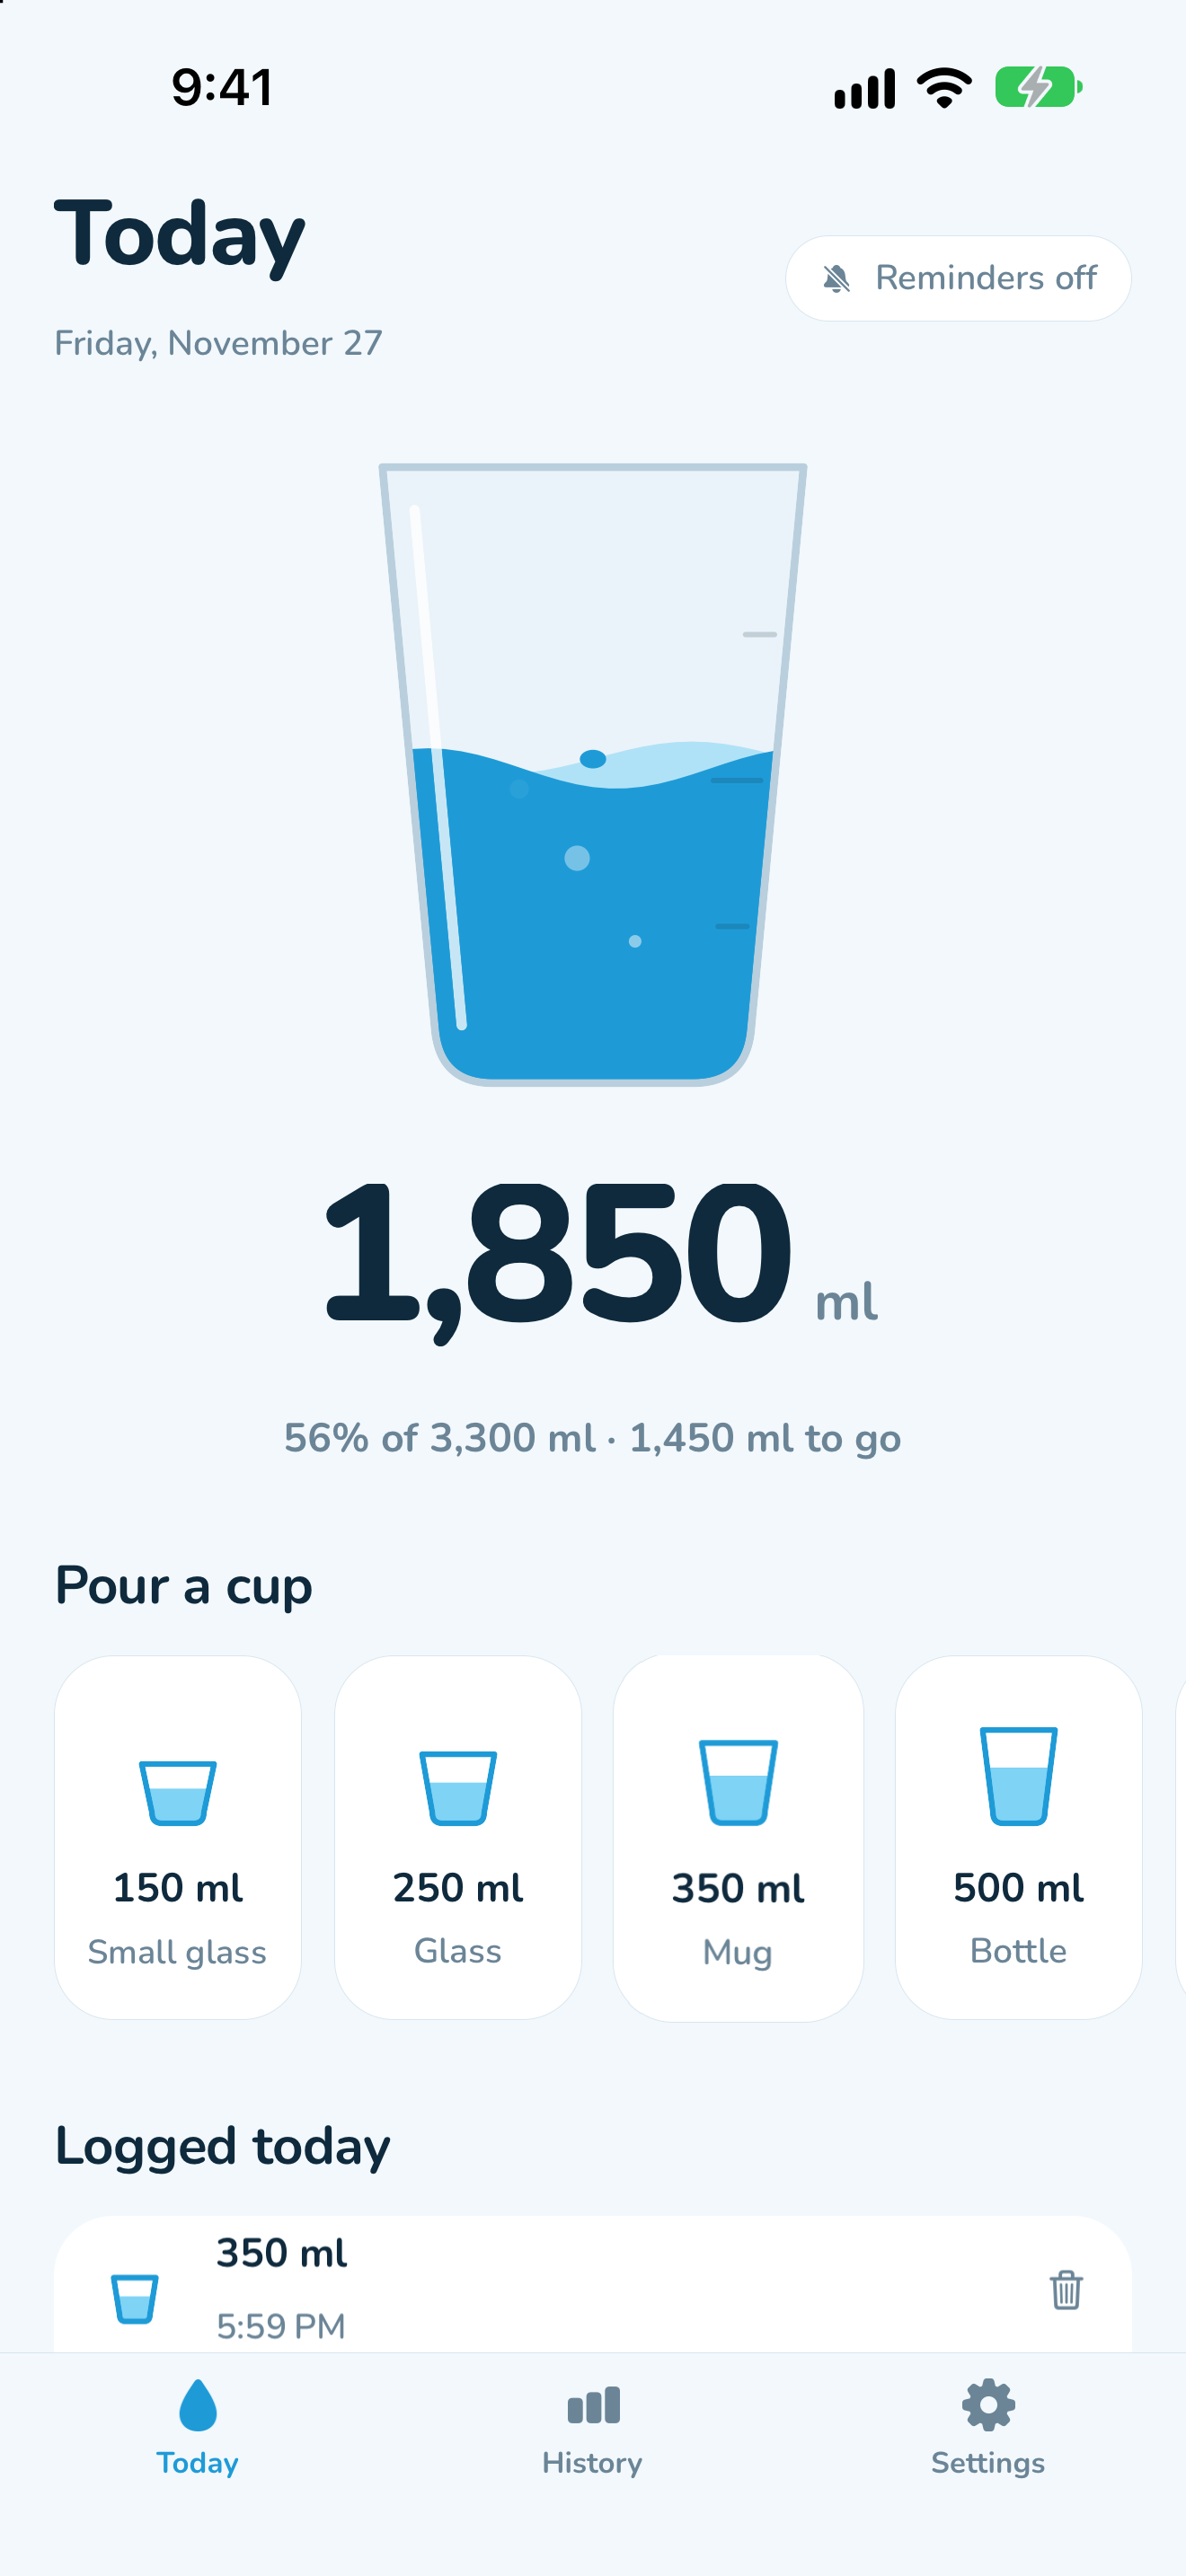 9:41
Today
Reminders off
Friday, November 27
1,850 ml
56% of 3,300 ml · 1,450 ml to go
Pour a cup
150 ml
Small glass
250 ml
Glass
350 ml
Mug
500 ml
Bottle
Logged today
350 ml
5:59 PM
Today
History
Settings